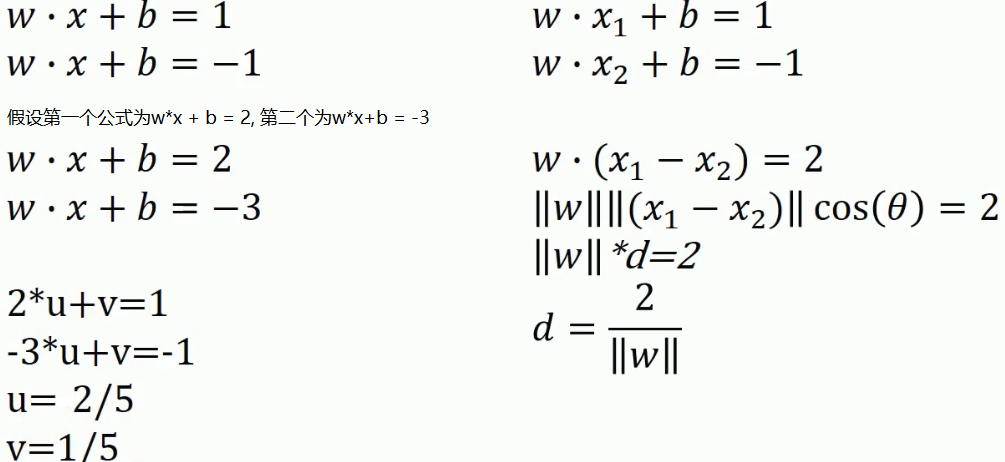 w · x + b = 1
w · x + b = −1
假设第一个公式为w*x + b = 2, 第二个为w*x+b = -3
w · x + b = 2
w · x + b = −3
2*u+v=1
-3*u+v=-1
u= 2/5
v=1/5
w · x₁ + b = 1
w · x₂ + b = −1
w · (x₁ − x₂) = 2
‖w‖‖(x₁ − x₂)‖ cos(θ) = 2
‖w‖ *d=2
d = 2/‖w‖